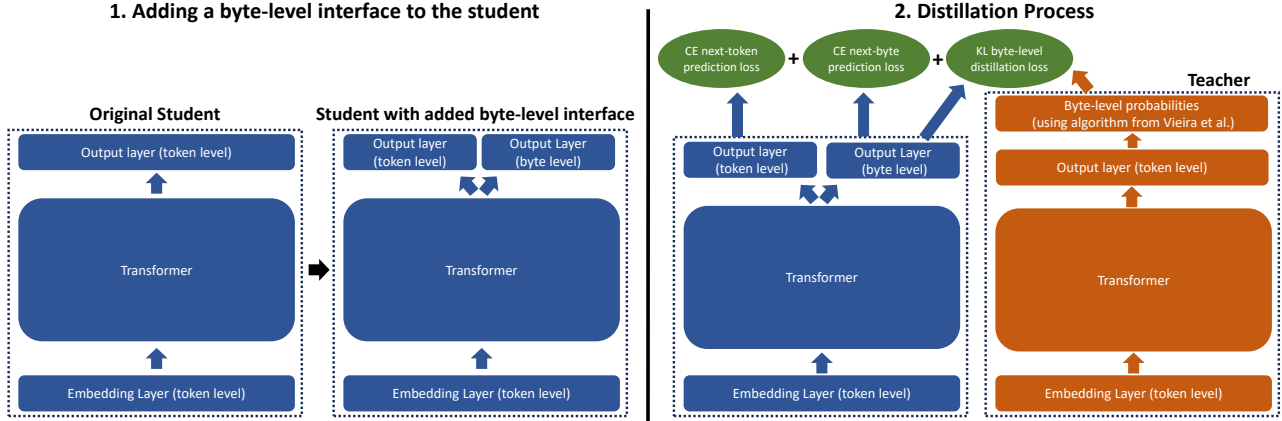 1. Adding a byte-level interface to the student
Original Student
Output layer (token level)
Transformer
Embedding Layer (token level)
Student with added byte-level interface
Output layer
(token level)
Output Layer
(byte level)
Transformer
Embedding Layer (token level)
2. Distillation Process
CE next-token
prediction loss
+
CE next-byte
prediction loss
+
KL byte-level
distillation loss
Output layer
(token level)
Output Layer
(byte level)
Transformer
Embedding Layer (token level)
Teacher
Byte-level probabilities
(using algorithm from Vieira et al.)
Output layer (token level)
Transformer
Embedding Layer (token level)